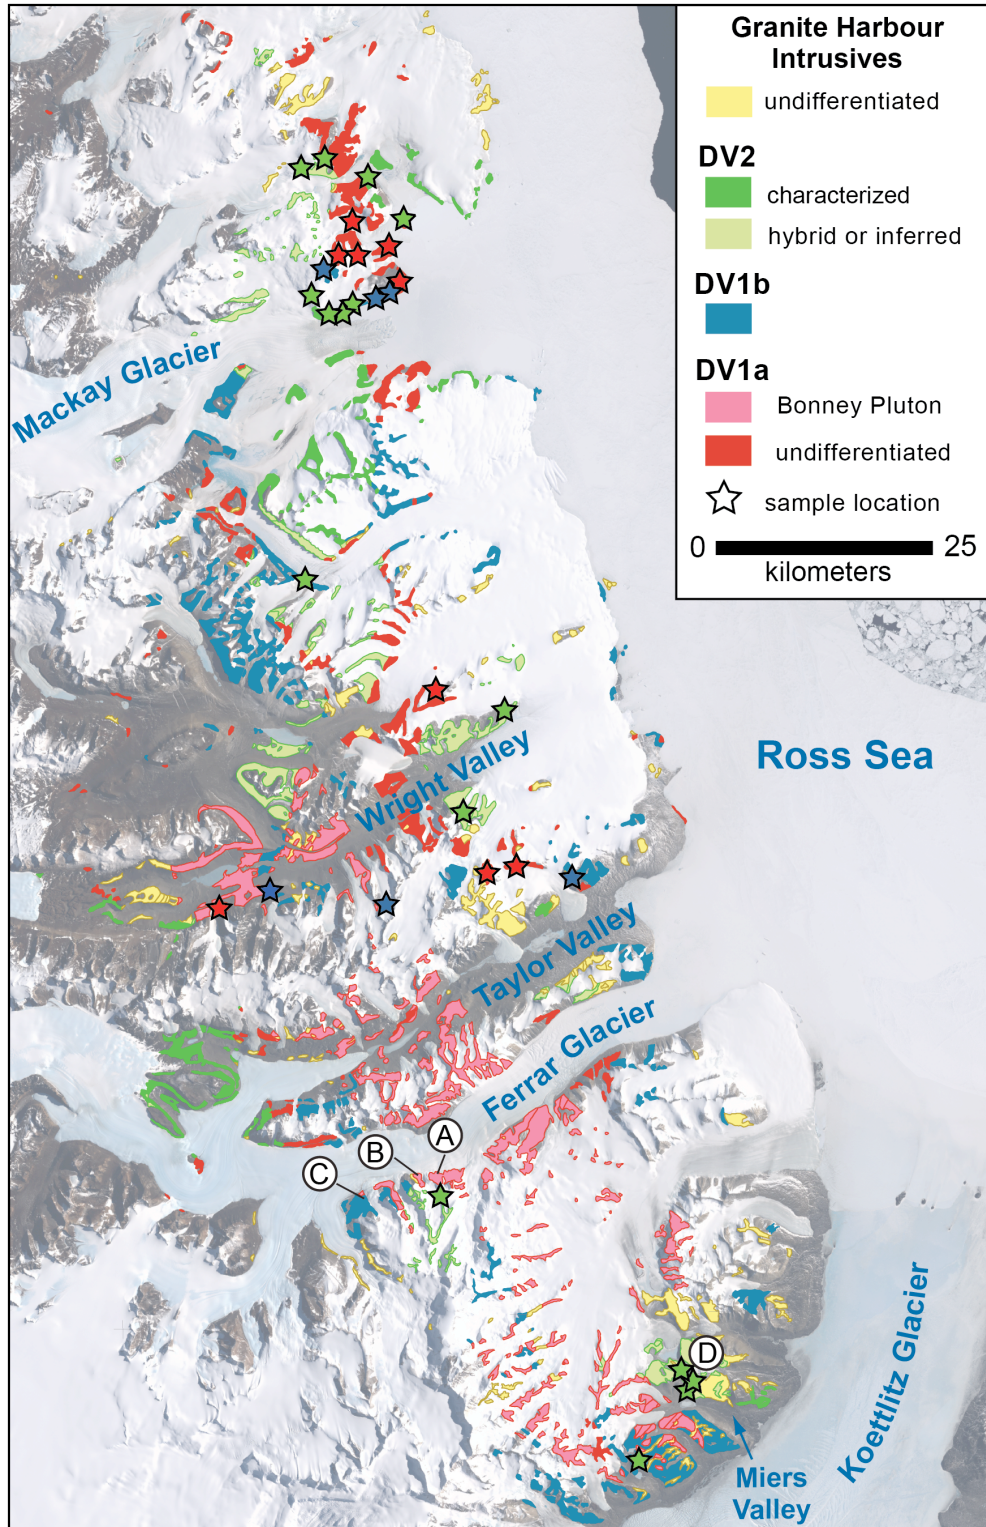 Granite Harbour
Intrusives
undifferentiated
DV2
characterized
hybrid or inferred
DV1b
DV1a
Bonney Pluton
undifferentiated
sample location
0 25
kilometers
Mackay Glacier
Ross Sea
Wright Valley
Taylor Valley
Ferrar Glacier
A
B
C
D
Koettlitz Glacier
Miers
Valley